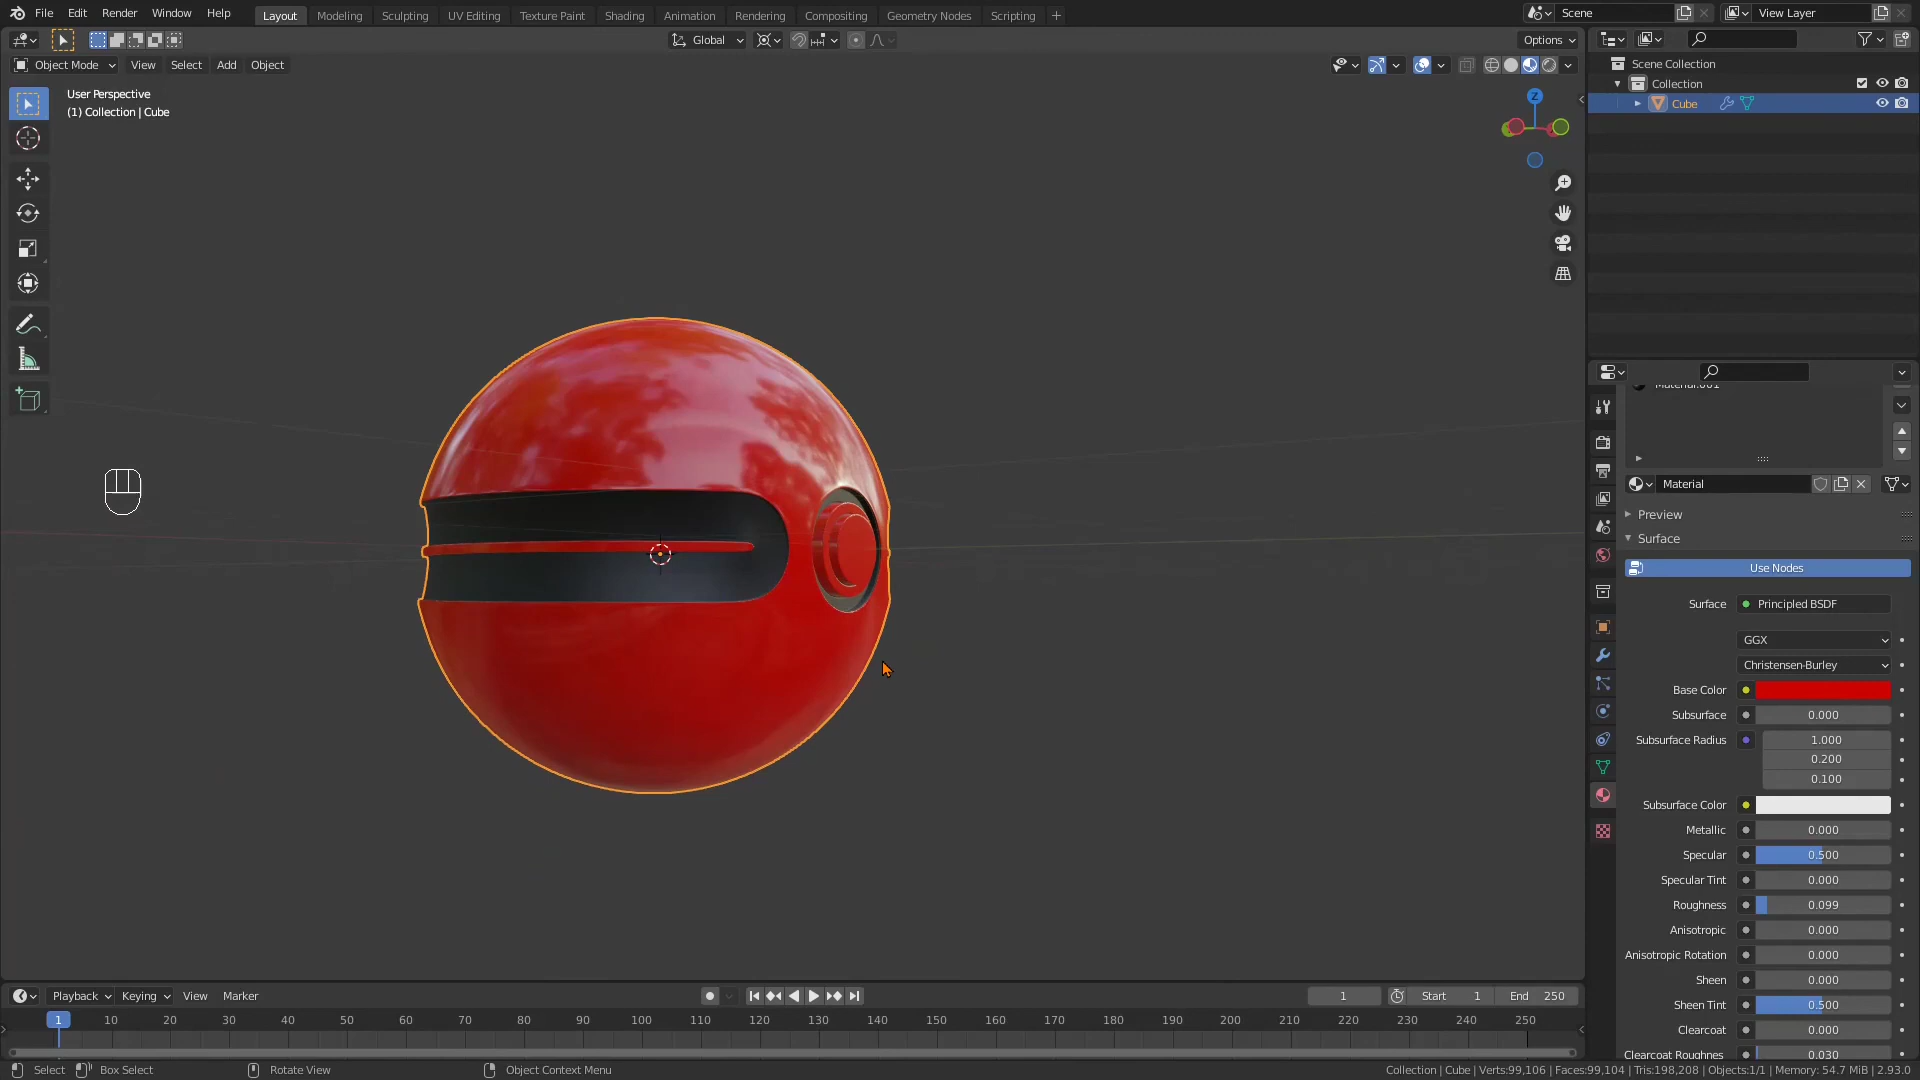 File Edit Render Window Help Layout Modeling Sculpting UV Editing Texture Paint Shading Animation Rendering Compositing Geometry Nodes Scripting + Scene View Layer
Global Options
Object Mode View Select Add Object
User Perspective
(1) Collection | Cube
Z
Scene Collection
Collection
Cube
Material.001
Material
Preview
Surface
Use Nodes
Surface Principled BSDF
GGX
Christensen-Burley
Base Color
Subsurface 0.000
Subsurface Radius 1.000
0.200
0.100
Subsurface Color
Metallic 0.000
Specular 0.500
Specular Tint 0.000
Roughness 0.099
Anisotropic 0.000
Anisotropic Rotation 0.000
Sheen 0.000
Sheen Tint 0.500
Clearcoat 0.000
Clearcoat Roughnes 0.030
Playback Keying View Marker 1 Start 1 End 250
1 10 20 30 40 50 60 70 80 90 100 110 120 130 140 150 160 170 180 190 200 210 220 230 240 250
Select Box Select Rotate View Object Context Menu Collection | Cube | Verts:99,106 | Faces:99,104 | Tris:198,208 | Objects:1/1 | Memory: 54.7 MiB | 2.93.0